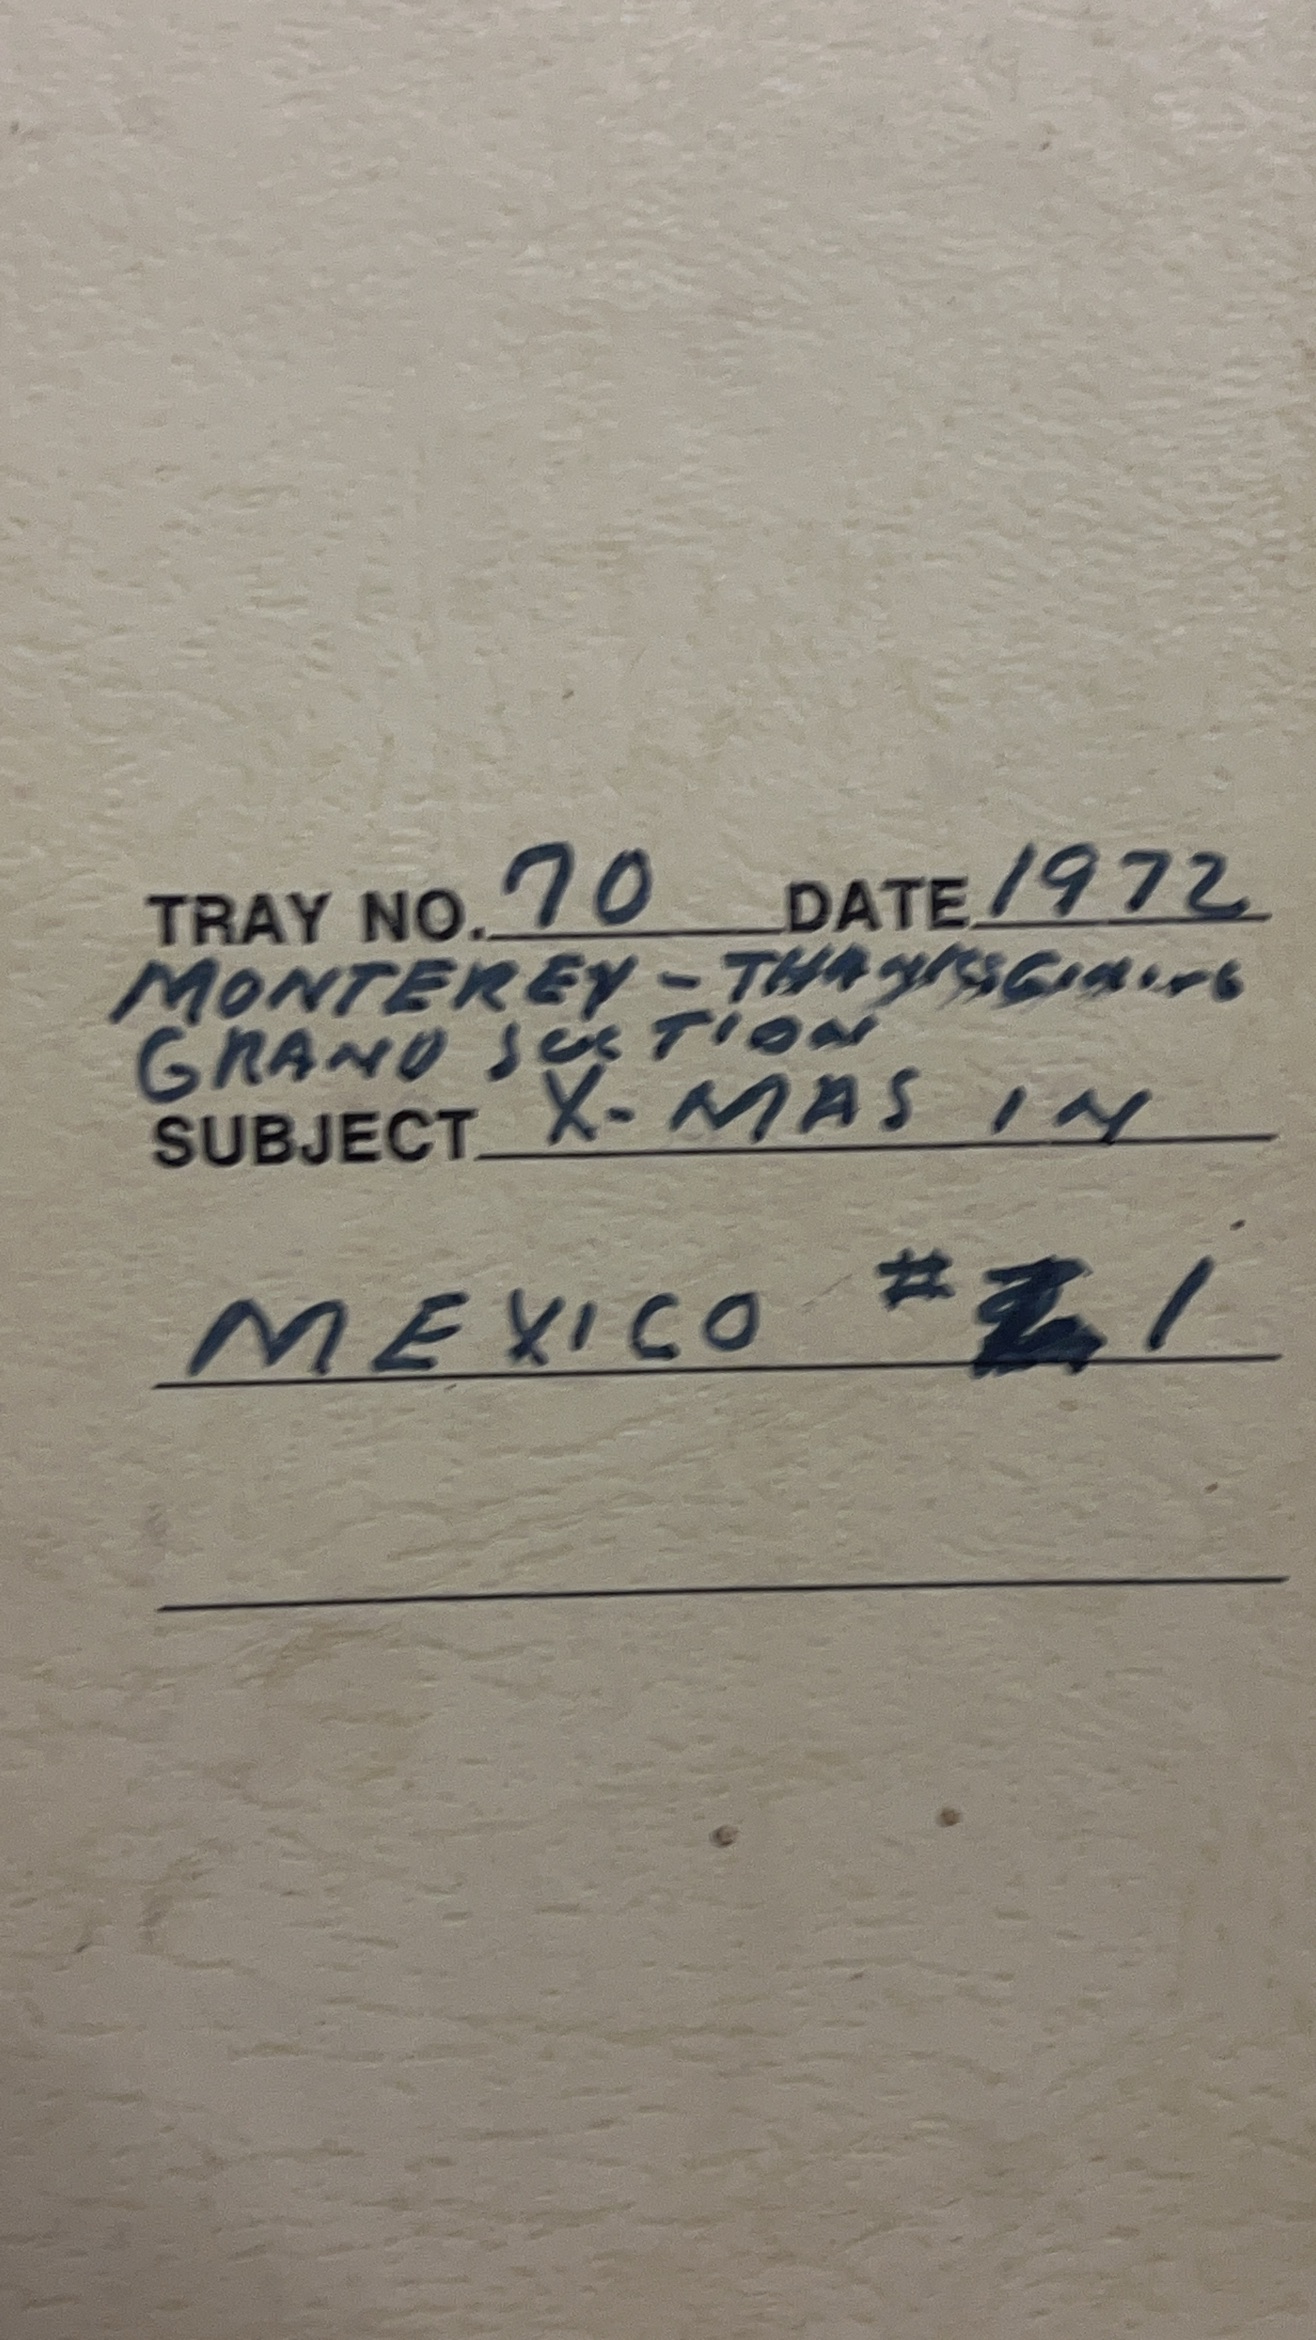 TRAY NO. 70 DATE 1972
MONTEREY - THANKSGIVING
GRAND SECTION
SUBJECT X-MAS IN
MEXICO # 1